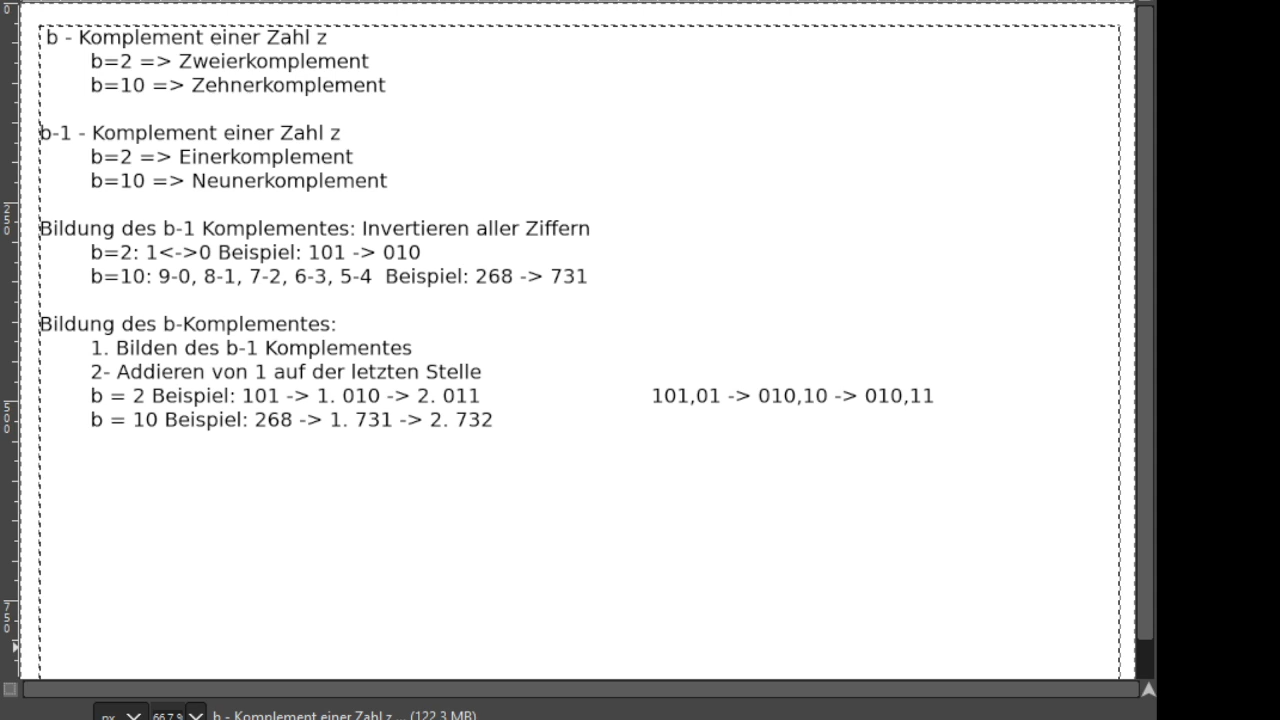 0
b - Komplement einer Zahl z
b=2 => Zweierkomplement
b=10 => Zehnerkomplement
b-1 - Komplement einer Zahl z
b=2 => Einerkomplement
b=10 => Neunerkomplement
250
Bildung des b-1 Komplementes: Invertieren aller Ziffern
b=2: 1<->0 Beispiel: 101 -> 010
b=10: 9-0, 8-1, 7-2, 6-3, 5-4  Beispiel: 268 -> 731
Bildung des b-Komplementes:
1. Bilden des b-1 Komplementes
2- Addieren von 1 auf der letzten Stelle
b = 2 Beispiel: 101 -> 1. 010 -> 2. 011 101,01 -> 010,10 -> 010,11
500
b = 10 Beispiel: 268 -> 1. 731 -> 2. 732
750
px b - Komplement einer Zahl z ... (122,3 MB)